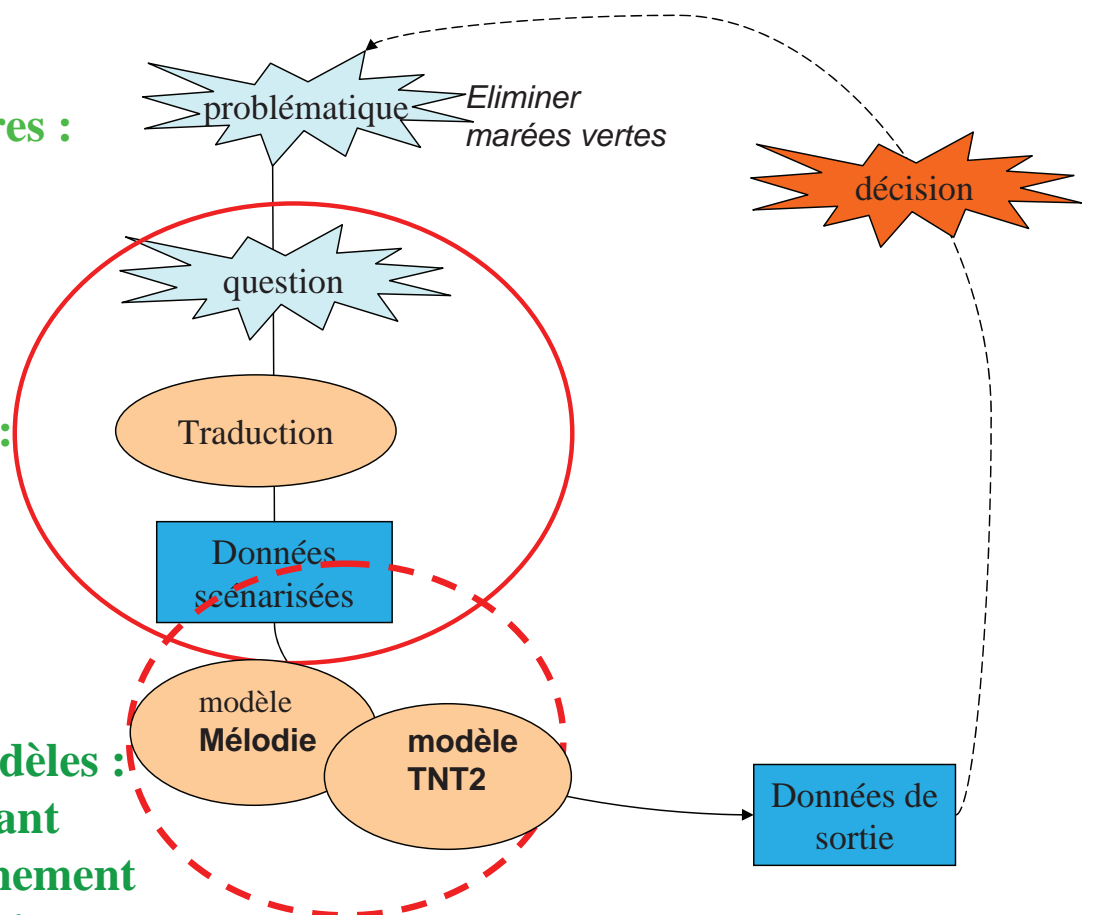 problématique
Eliminer
marées vertes
res :
décision
question
Traduction
:
Données
scénarisées
modèle
Mélodie
modèle
TNT2
dèles :
ant
nement
Données de
sortie